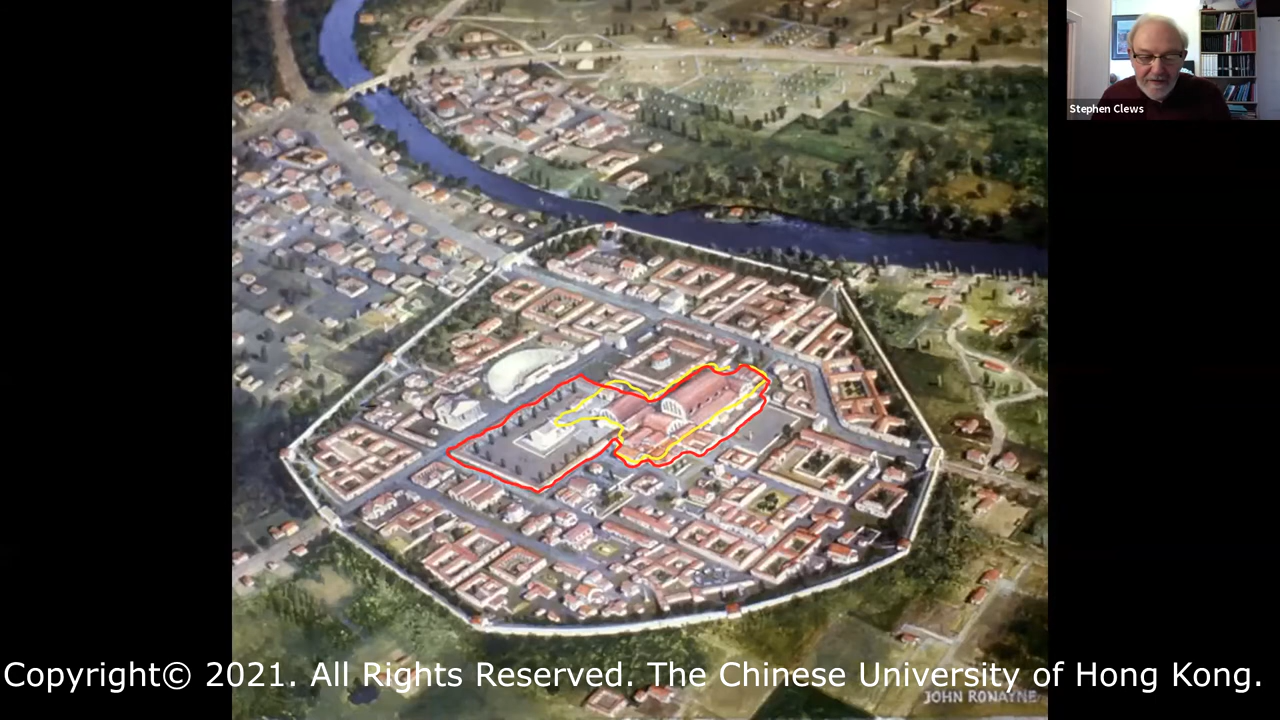 Stephen Clews
Copyright© 2021. All Rights Reserved. The Chinese University of Hong Kong.
JOHN RONAYNE